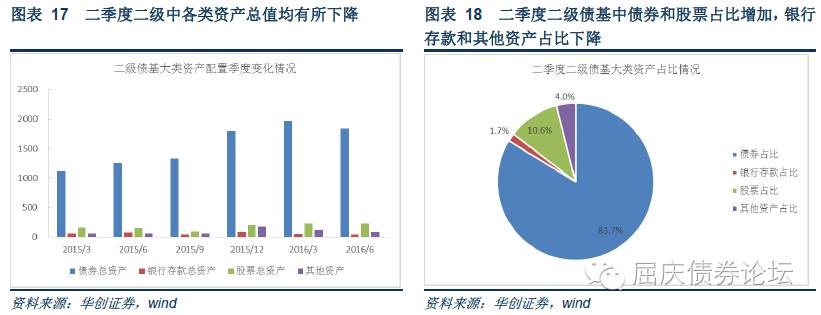 图表 17 二季度二级中各类资产总值均有所下降
二级债基大类资产配置季度变化情况
2500
2000
1500
1000
500
0
2015/3 2015/6 2015/9 2015/12 2016/3 2016/6
债券总资产 银行存款总资产 股票总资产 其他资产
资料来源：华创证券，wind
图表 18 二季度二级债基中债券和股票占比增加，银行
存款和其他资产占比下降
二季度二级债基大类资产占比情况
4.0%
1.7%
10.6%
83.7%
债券占比
银行存款占比
股票占比
其他资产占比
屈庆债券论坛
资料来源：华创证券，wind